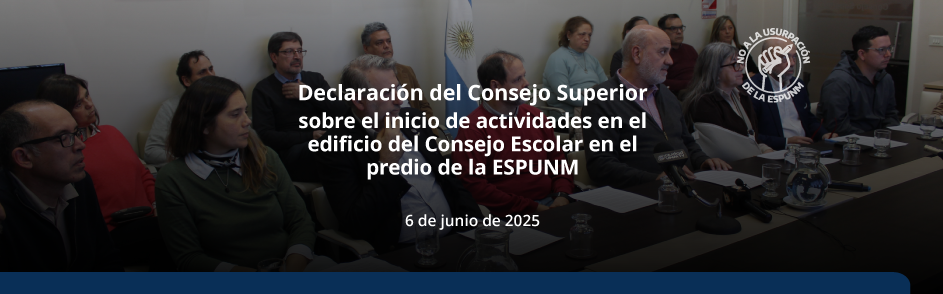 NO A LA USURPACIÓN
DE LA ESPUNM
Declaración del Consejo Superior
sobre el inicio de actividades en el
edificio del Consejo Escolar en el
predio de la ESPUNM
6 de junio de 2025